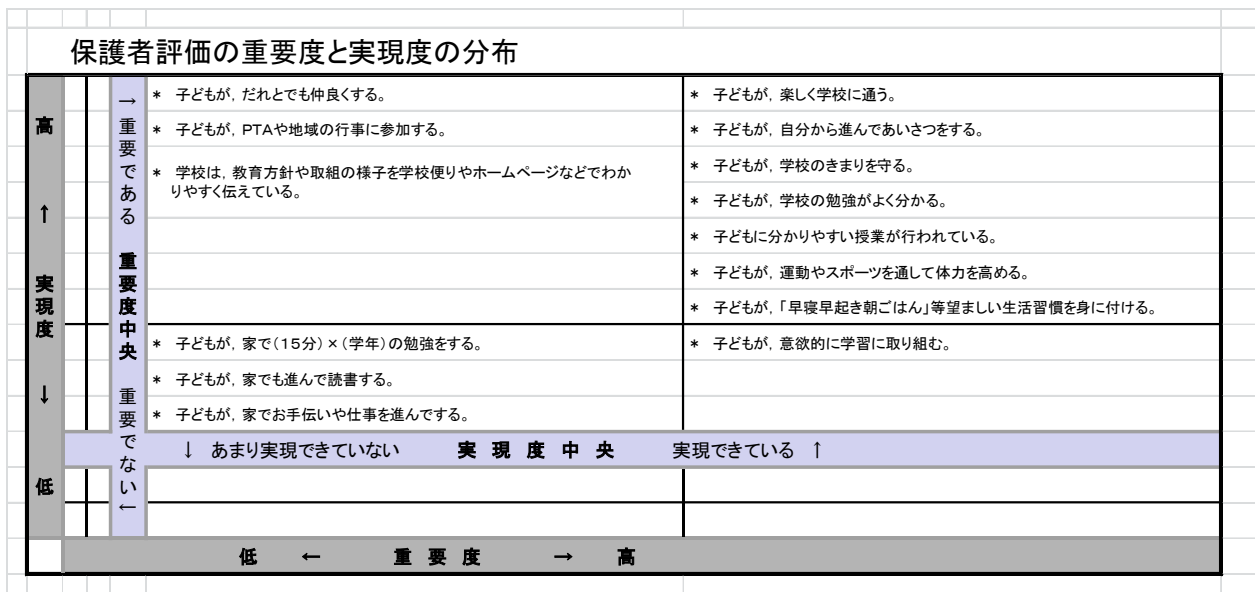 保護者評価の重要度と実現度の分布
高 ↑ 実現度 ↓ 低
→重要である 重要度中央 重要でない←
* 子どもが,だれとでも仲良くする。
* 子どもが,PTAや地域の行事に参加する。
* 学校は,教育方針や取組の様子を学校便りやホームページなどでわか
りやすく伝えている。
* 子どもが,楽しく学校に通う。
* 子どもが,自分から進んであいさつをする。
* 子どもが,学校のきまりを守る。
* 子どもが,学校の勉強がよく分かる。
* 子どもに分かりやすい授業が行われている。
* 子どもが,運動やスポーツを通して体力を高める。
* 子どもが,「早寝早起き朝ごはん」等望ましい生活習慣を身に付ける。
* 子どもが,家で(15分)×(学年)の勉強をする。
* 子どもが,家でも進んで読書する。
* 子どもが,家でお手伝いや仕事を進んでする。
* 子どもが,意欲的に学習に取り組む。
↓ あまり実現できていない 実現度中央 実現できている ↑
低 ← 重要度 → 高